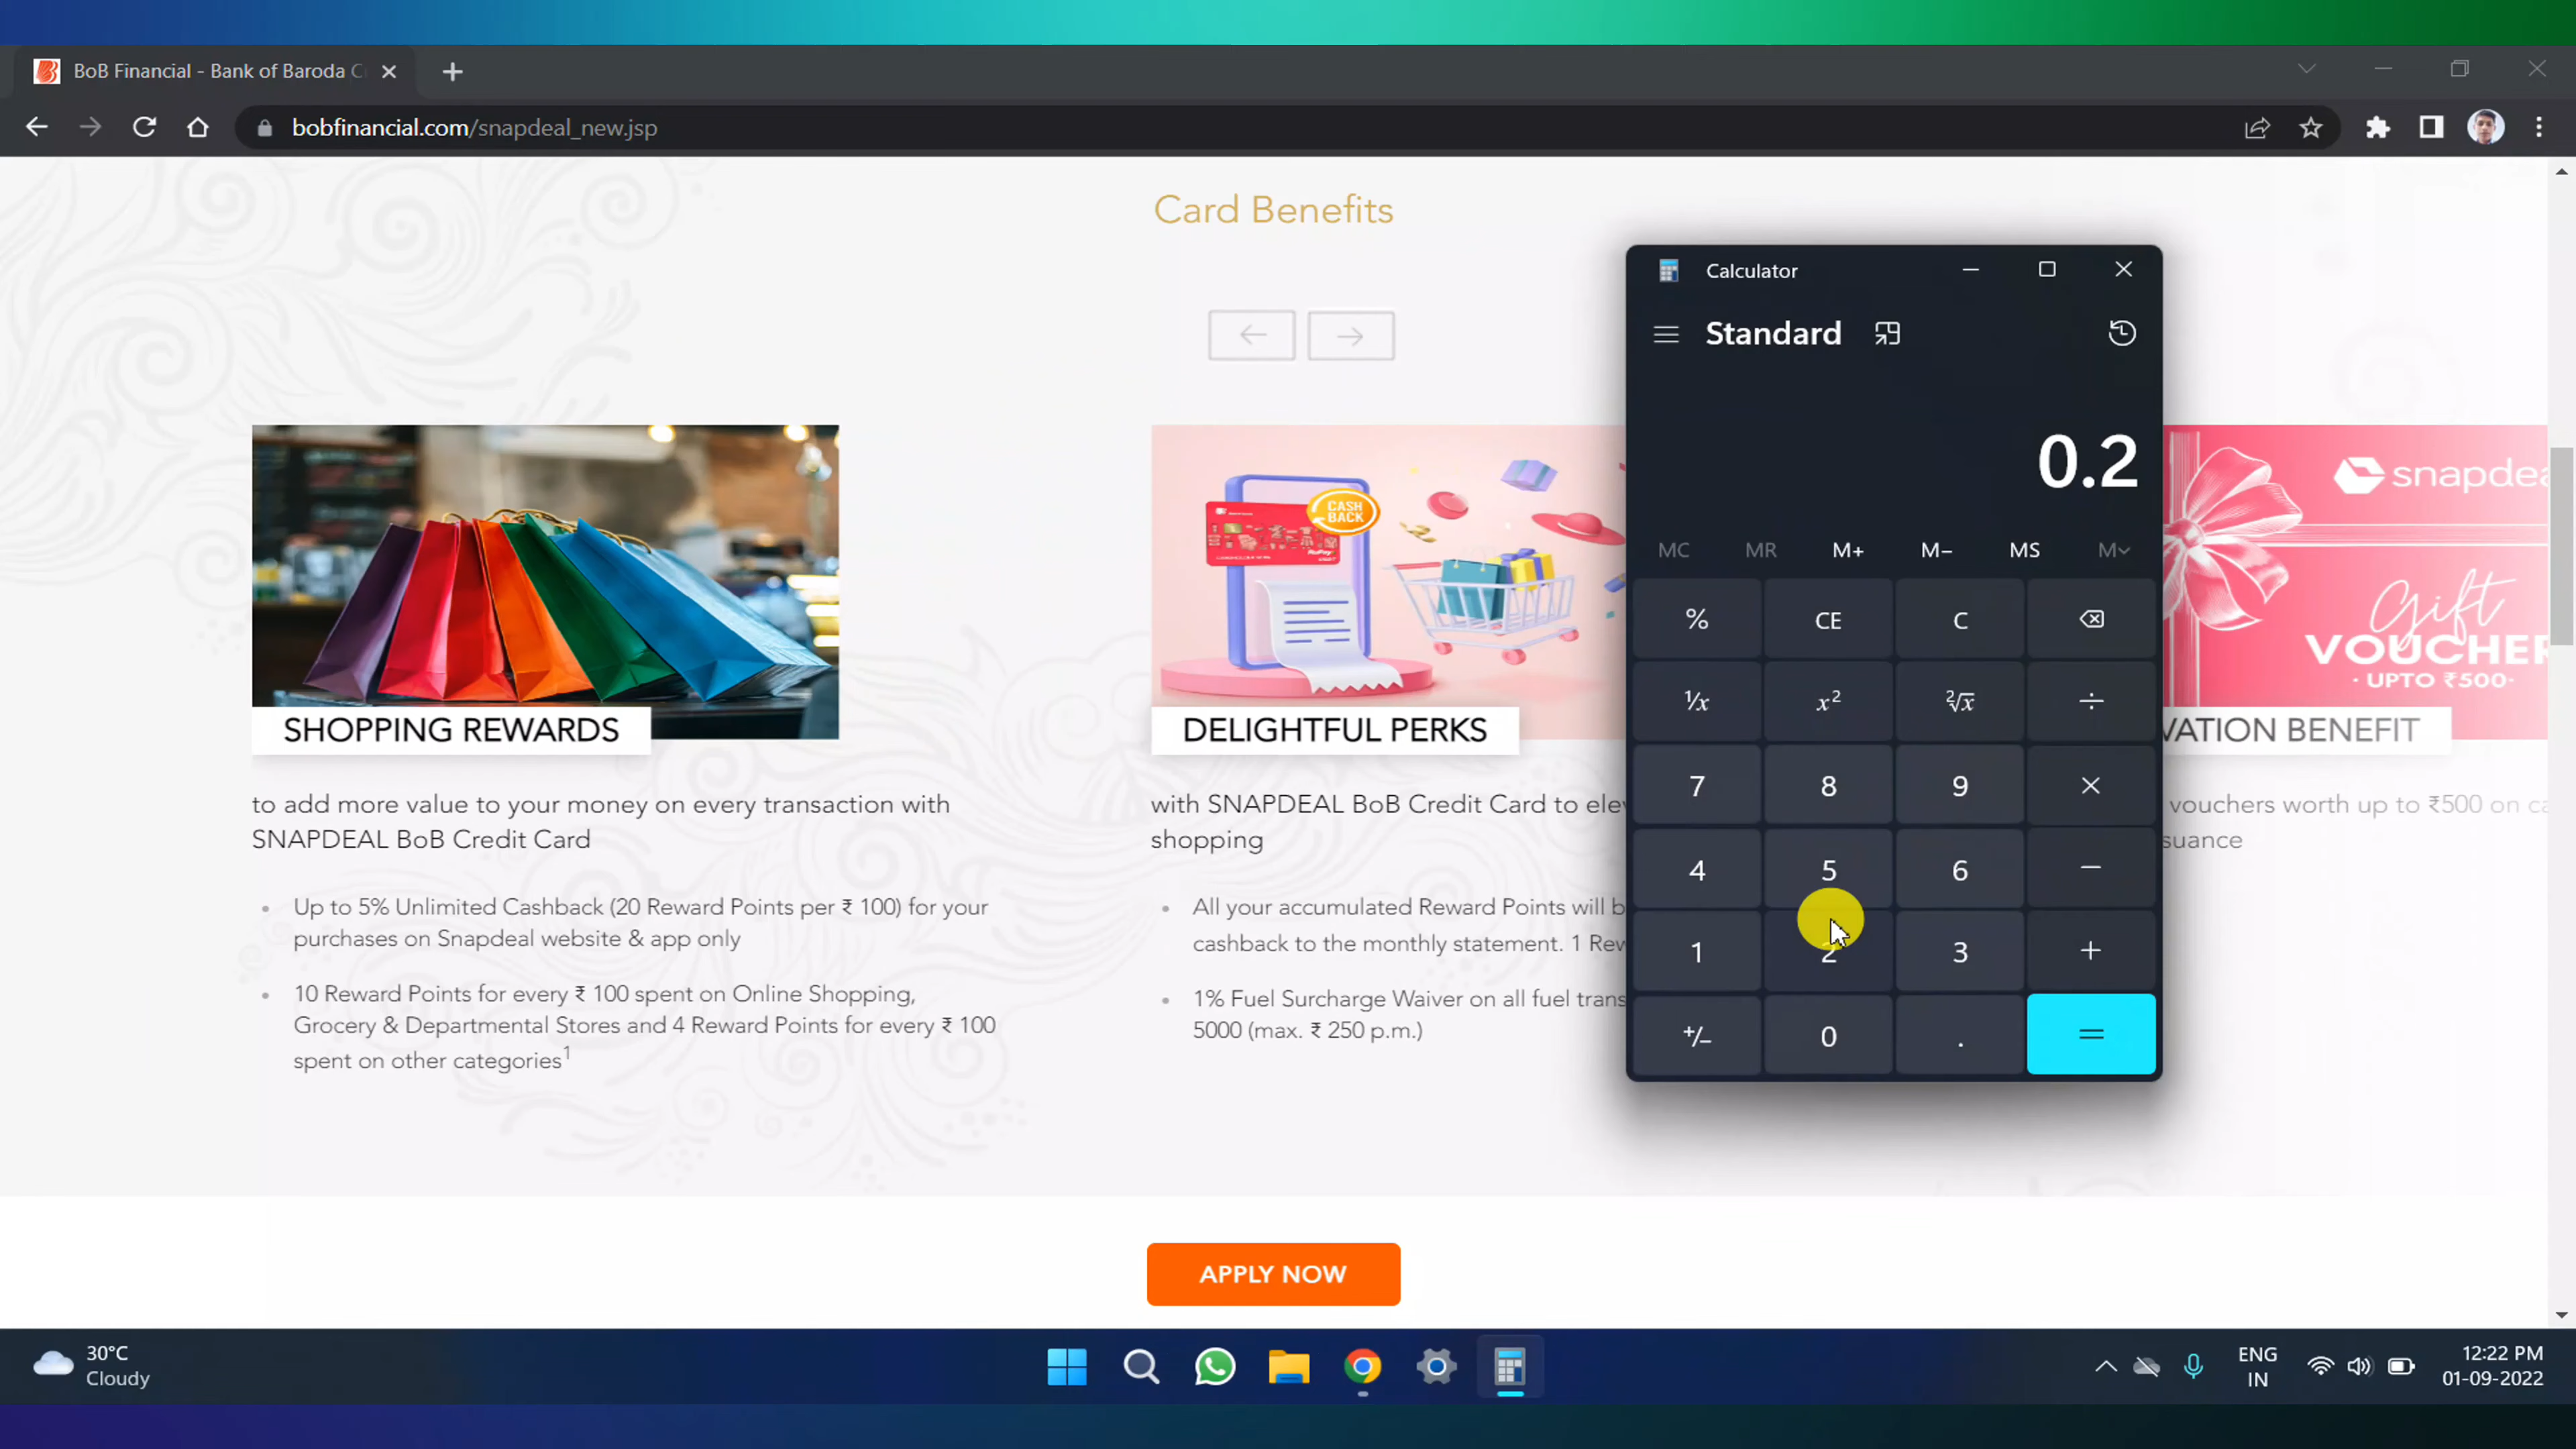 BoB Financial - Bank of Baroda C
bobfinancial.com/snapdeal_new.jsp
Card Benefits
Calculator
Standard
0.2
MC MR M+ M− MS M
% CE C
¹/x x² ²√x ÷
7 8 9 ×
4 5 6 −
1 2 3 +
+/− 0 . =
SHOPPING REWARDS
to add more value to your money on every transaction with
SNAPDEAL BoB Credit Card
Up to 5% Unlimited Cashback (20 Reward Points per ₹ 100) for your
purchases on Snapdeal website & app only
10 Reward Points for every ₹ 100 spent on Online Shopping,
Grocery & Departmental Stores and 4 Reward Points for every ₹ 100
spent on other categories¹
CASH
BACK
DELIGHTFUL PERKS
with SNAPDEAL BoB Credit Card to
shopping
All your accumulated Reward Points will
cashback to the monthly statement. 1
1% Fuel Surcharge Waiver on all fuel
5000 (max. ₹ 250 p.m.)
snapdea
Gift
VOUCHER
· UPTO ₹500·
VATION BENEFIT
vouchers worth up to ₹500 on
suance
APPLY NOW
30°C
Cloudy
ENG
IN
12:22 PM
01-09-2022